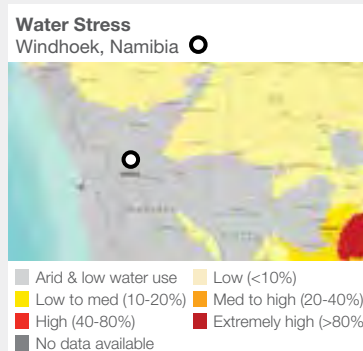 Water Stress
Windhoek, Namibia
Arid & low water use
Low (<10%)
Low to med (10-20%)
Med to high (20-40%)
High (40-80%)
Extremely high (>80%
No data available